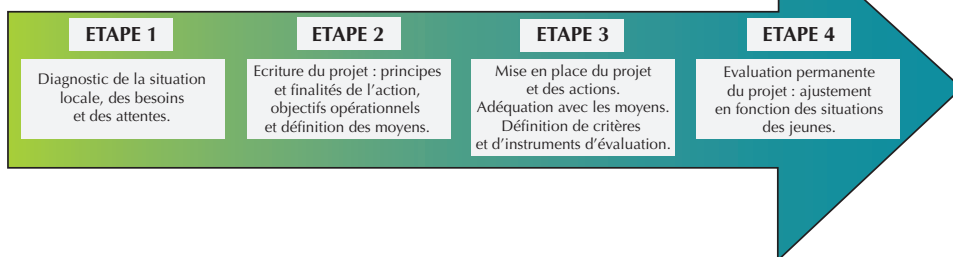 ETAPE 1
Diagnostic de la situation
locale, des besoins
et des attentes.
ETAPE 2
Ecriture du projet : principes
et finalités de l'action,
objectifs opérationnels
et définition des moyens.
ETAPE 3
Mise en place du projet
et des actions.
Adéquation avec les moyens.
Définition de critères
et d'instruments d'évaluation.
ETAPE 4
Evaluation permanente
du projet : ajustement
en fonction des situations
des jeunes.